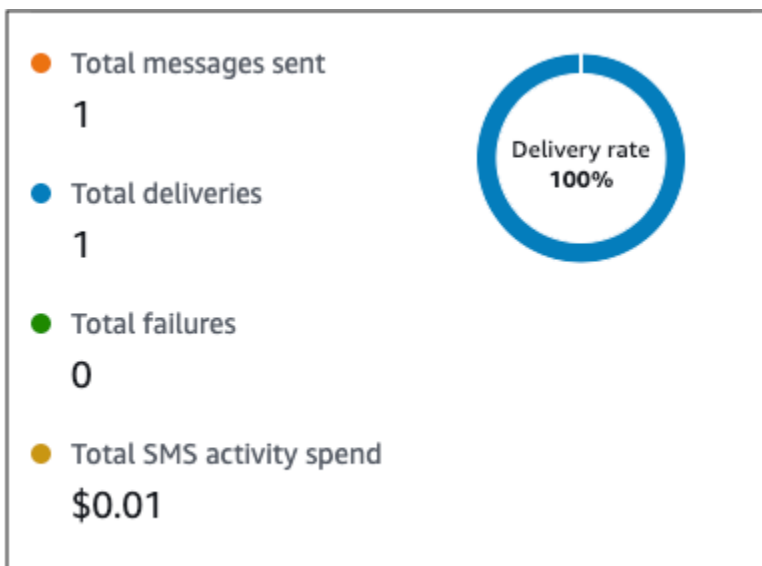 Total messages sent
1
Total deliveries
1
Total failures
0
Total SMS activity spend
$0.01
Delivery rate
100%